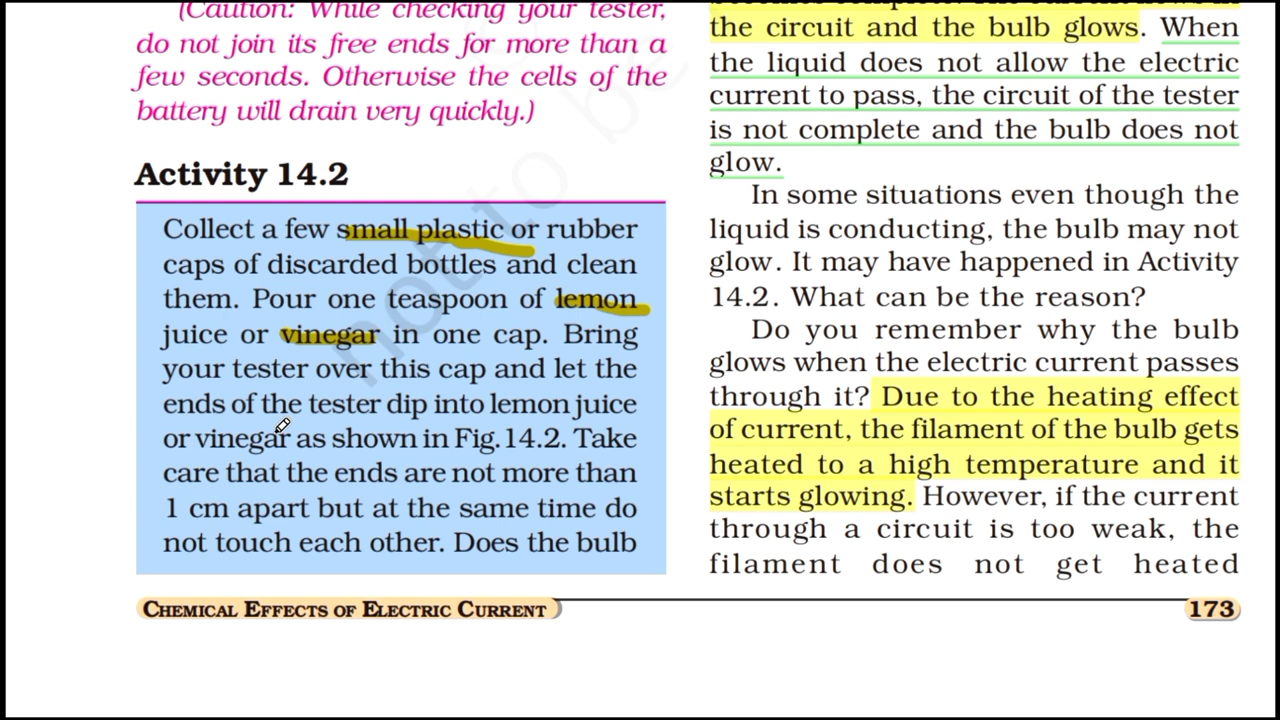 (Caution: While checking your tester,
do not join its free ends for more than a
few seconds. Otherwise the cells of the
battery will drain very quickly.)
Activity 14.2
Collect a few small plastic or rubber
caps of discarded bottles and clean
them. Pour one teaspoon of lemon
juice or vinegar in one cap. Bring
your tester over this cap and let the
ends of the tester dip into lemon juice
or vinegar as shown in Fig.14.2. Take
care that the ends are not more than
1 cm apart but at the same time do
not touch each other. Does the bulb
the circuit and the bulb glows. When
the liquid does not allow the electric
current to pass, the circuit of the tester
is not complete and the bulb does not
glow.
In some situations even though the
liquid is conducting, the bulb may not
glow. It may have happened in Activity
14.2. What can be the reason?
Do you remember why the bulb
glows when the electric current passes
through it? Due to the heating effect
of current, the filament of the bulb gets
heated to a high temperature and it
starts glowing. However, if the current
through a circuit is too weak, the
filament does not get heated
CHEMICAL EFFECTS OF ELECTRIC CURRENT
173
not to be